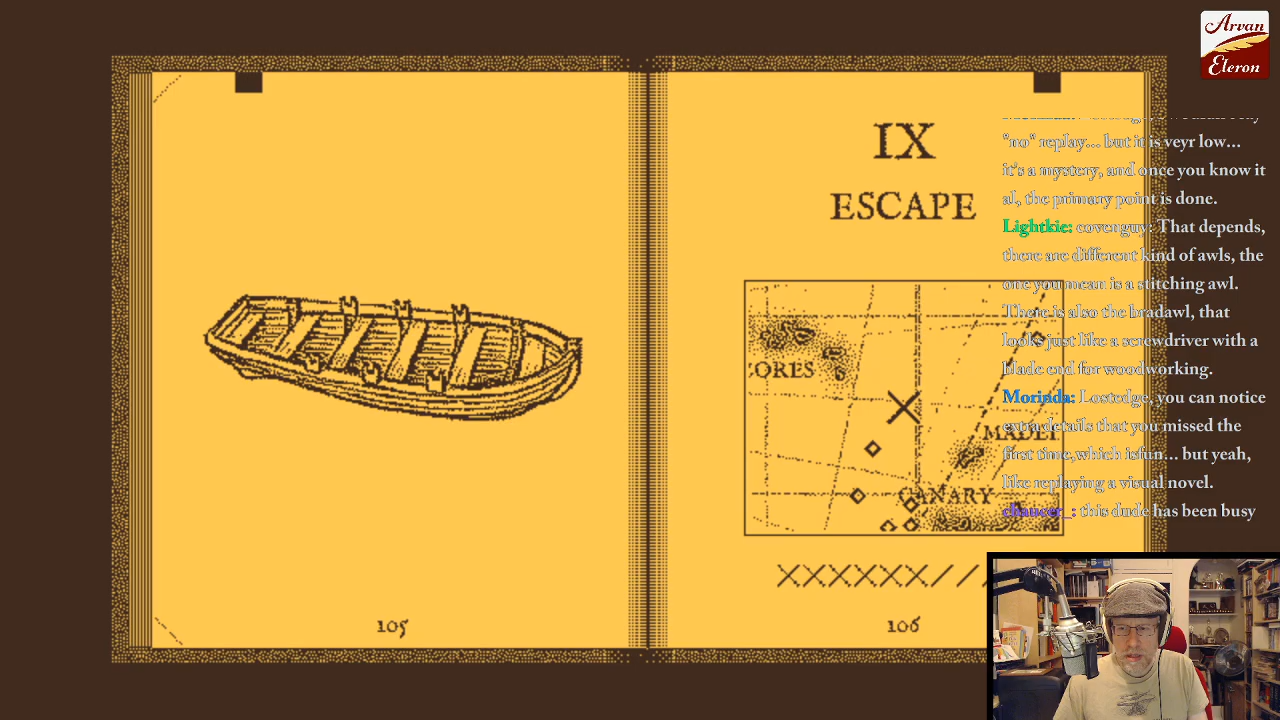 Arvan
Eleron
IX
ESCAPE
"no" replay... but it is veyr low...
it's a mystery, and once you know it
al, the primary point is done.
Lightkie: covenguy: That depends,
there are different kind of awls, the
one you mean is a stitching awl.
There is also the bradawl, that
looks just like a screwdriver with a
blade end for woodworking.
Morinda: Lostodge, you can notice
extra details that you missed the
first time,which isfun... but yeah,
like replaying a visual novel.
chaucer_: this dude has been busy
ORES
MADEI
CANARY
105
106